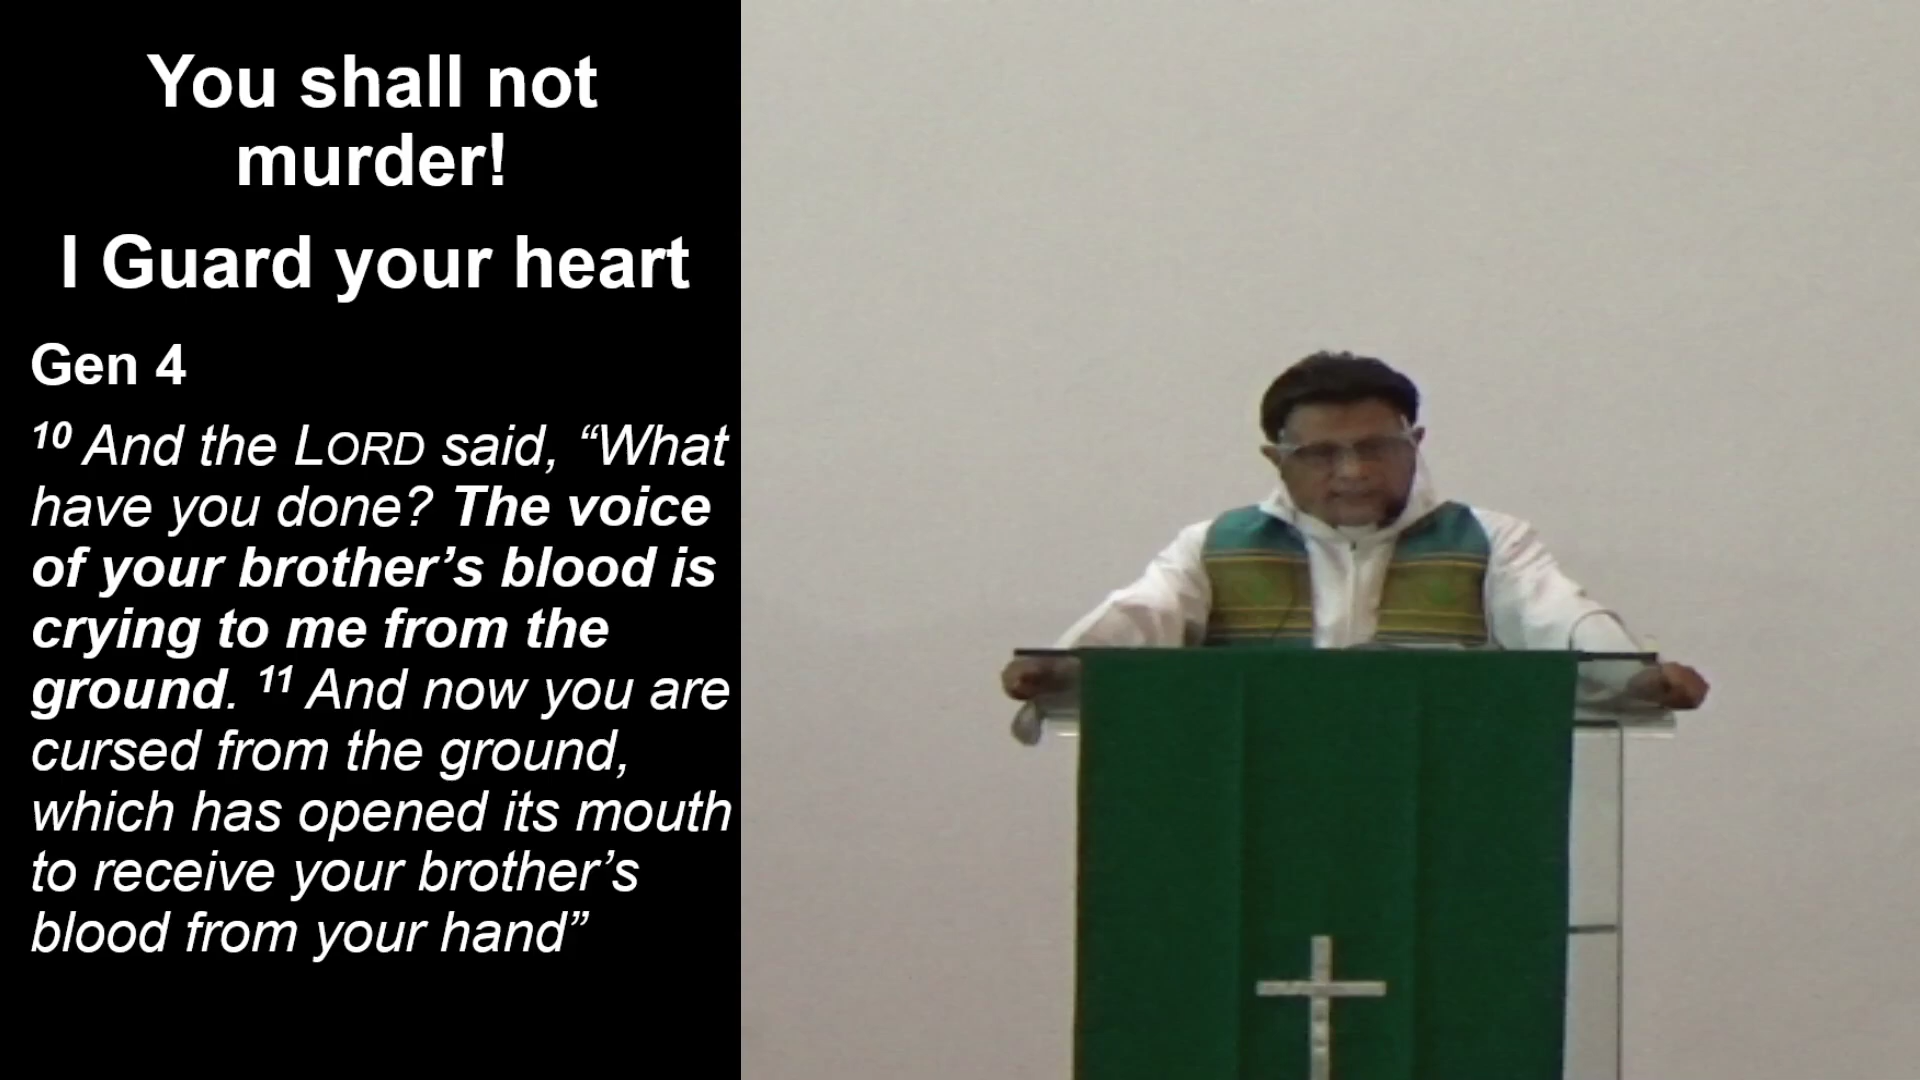 You shall not
murder!
I Guard your heart
Gen 4
10 And the LORD said, “What
have you done? The voice
of your brother’s blood is
crying to me from the
ground. 11 And now you are
cursed from the ground,
which has opened its mouth
to receive your brother’s
blood from your hand”